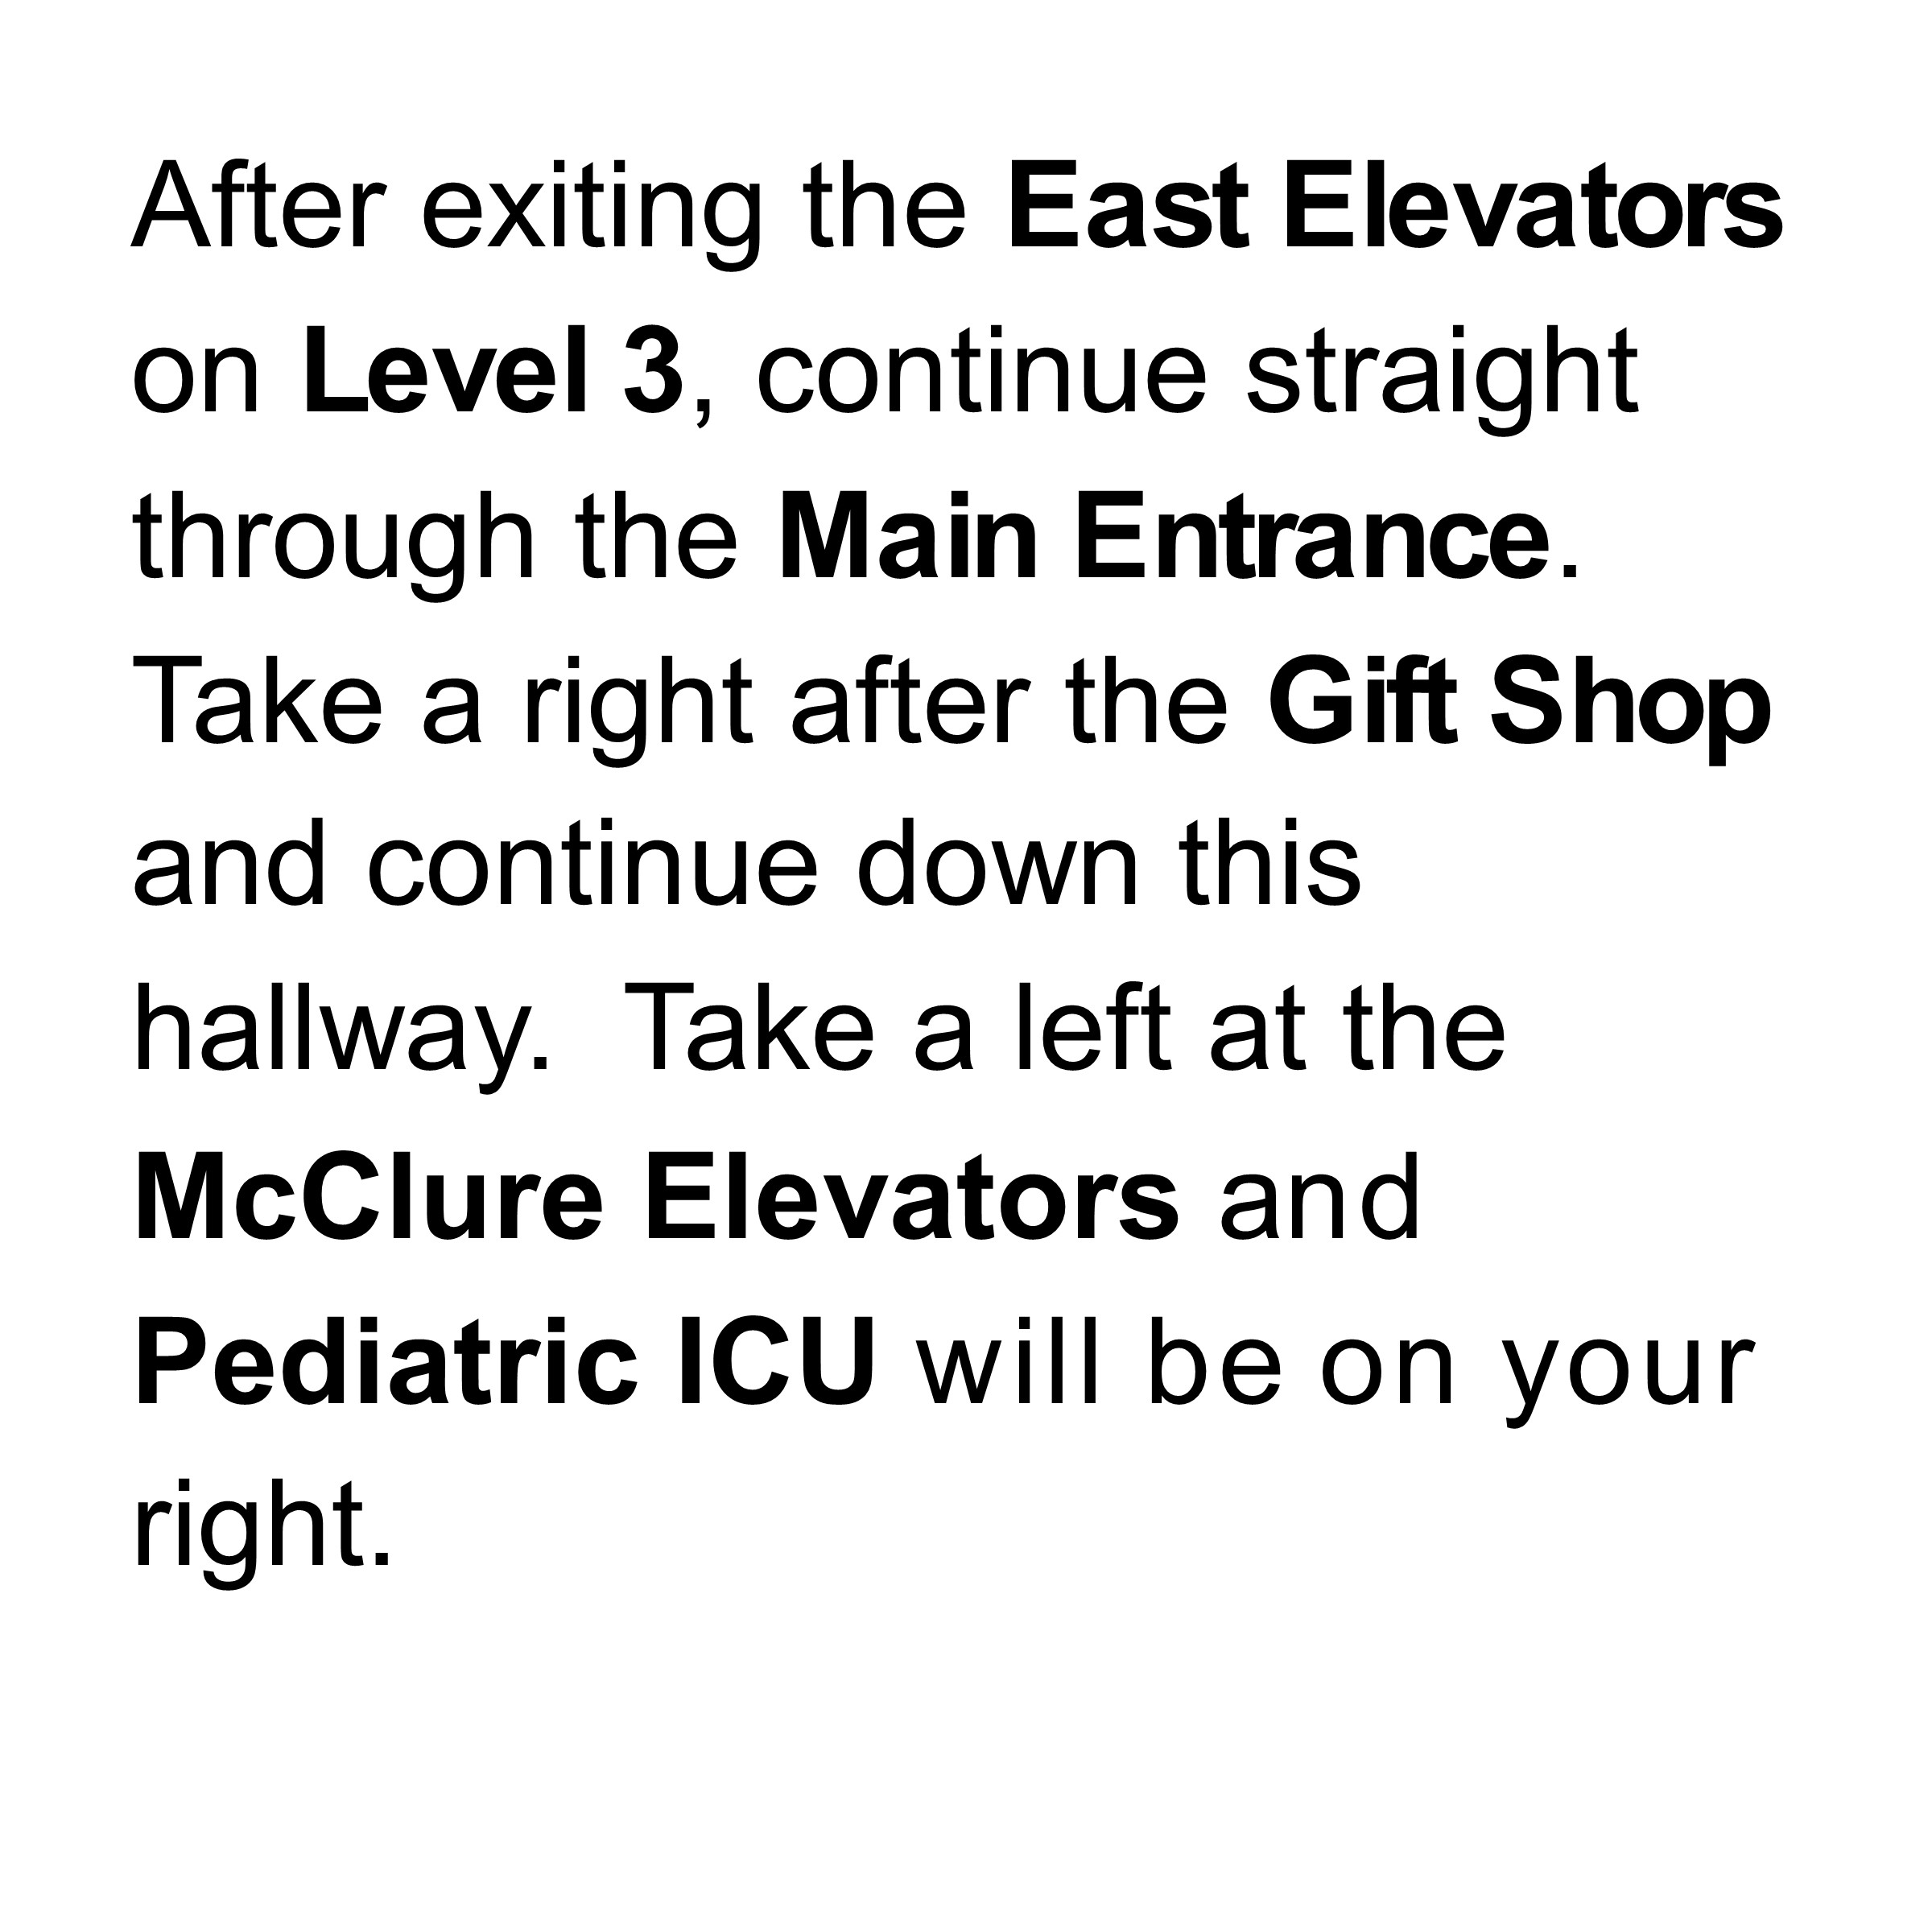 After exiting the East Elevators
on Level 3, continue straight
through the Main Entrance.
Take a right after the Gift Shop
and continue down this
hallway.  Take a left at the
McClure Elevators and
Pediatric ICU will be on your
right.